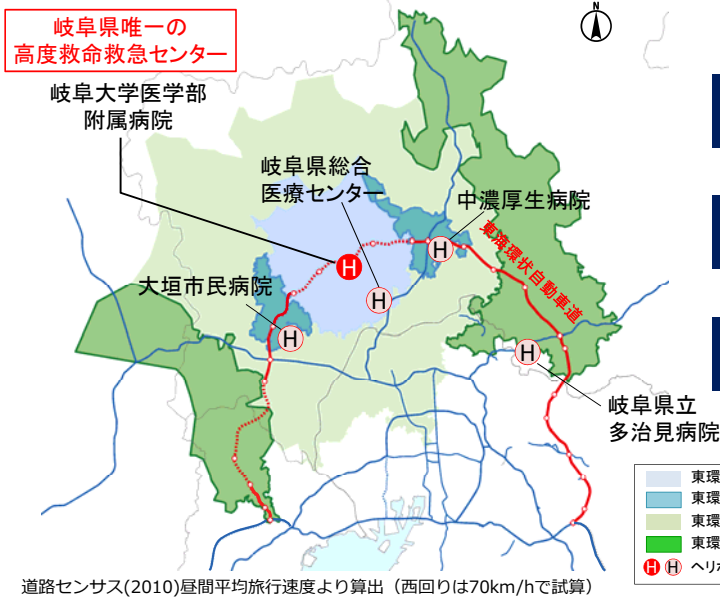 岐阜県唯一の
高度救命救急センター
N
岐阜大学医学部
附属病院
岐阜県総合
医療センター
中濃厚生病院
東海環状自動車道
大垣市民病院
H
H
H
H
H
岐阜県立
多治見病院
東環
東環
東環
東環
H H ヘリポ
道路センサス(2010)昼間平均旅行速度より算出（西回りは70km/hで試算）